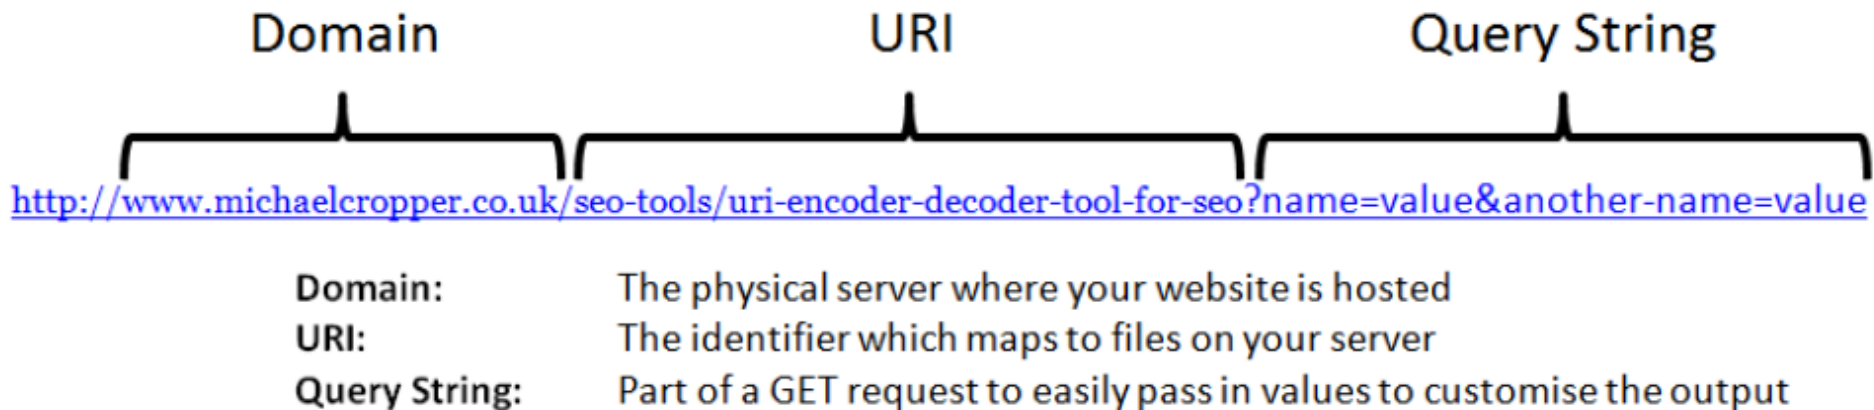 Domain URI Query String
http://www.michaelcropper.co.uk/seo-tools/uri-encoder-decoder-tool-for-seo?name=value&another-name=value
Domain: The physical server where your website is hosted
URI: The identifier which maps to files on your server
Query String: Part of a GET request to easily pass in values to customise the output